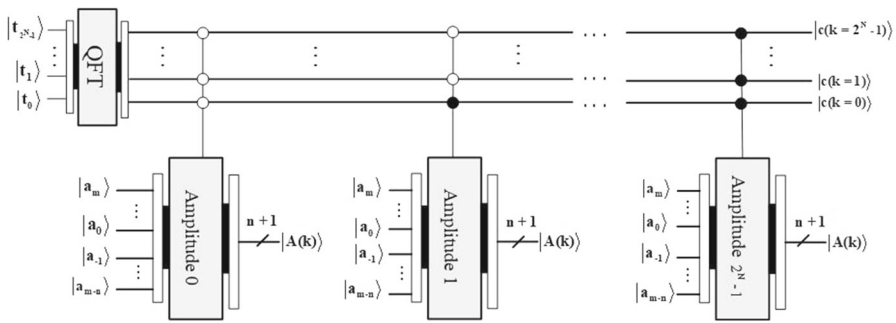 |t_{2^N-1}⟩
⋮
|t_1⟩
|t_0⟩
QFT
⋮
⋮
⋮
⋮
. . .
. . .
|c(k = 2^N -1)⟩
|c(k = 1)⟩
|c(k = 0)⟩
|a_m⟩
⋮
|a_0⟩
|a_{-1}⟩
⋮
|a_{m-n}⟩
Amplitude 0
n + 1
|A(k)⟩
|a_m⟩
⋮
|a_0⟩
|a_{-1}⟩
⋮
|a_{m-n}⟩
Amplitude 1
n + 1
|A(k)⟩
|a_m⟩
⋮
|a_0⟩
|a_{-1}⟩
⋮
|a_{m-n}⟩
Amplitude 2^N -1
n + 1
|A(k)⟩